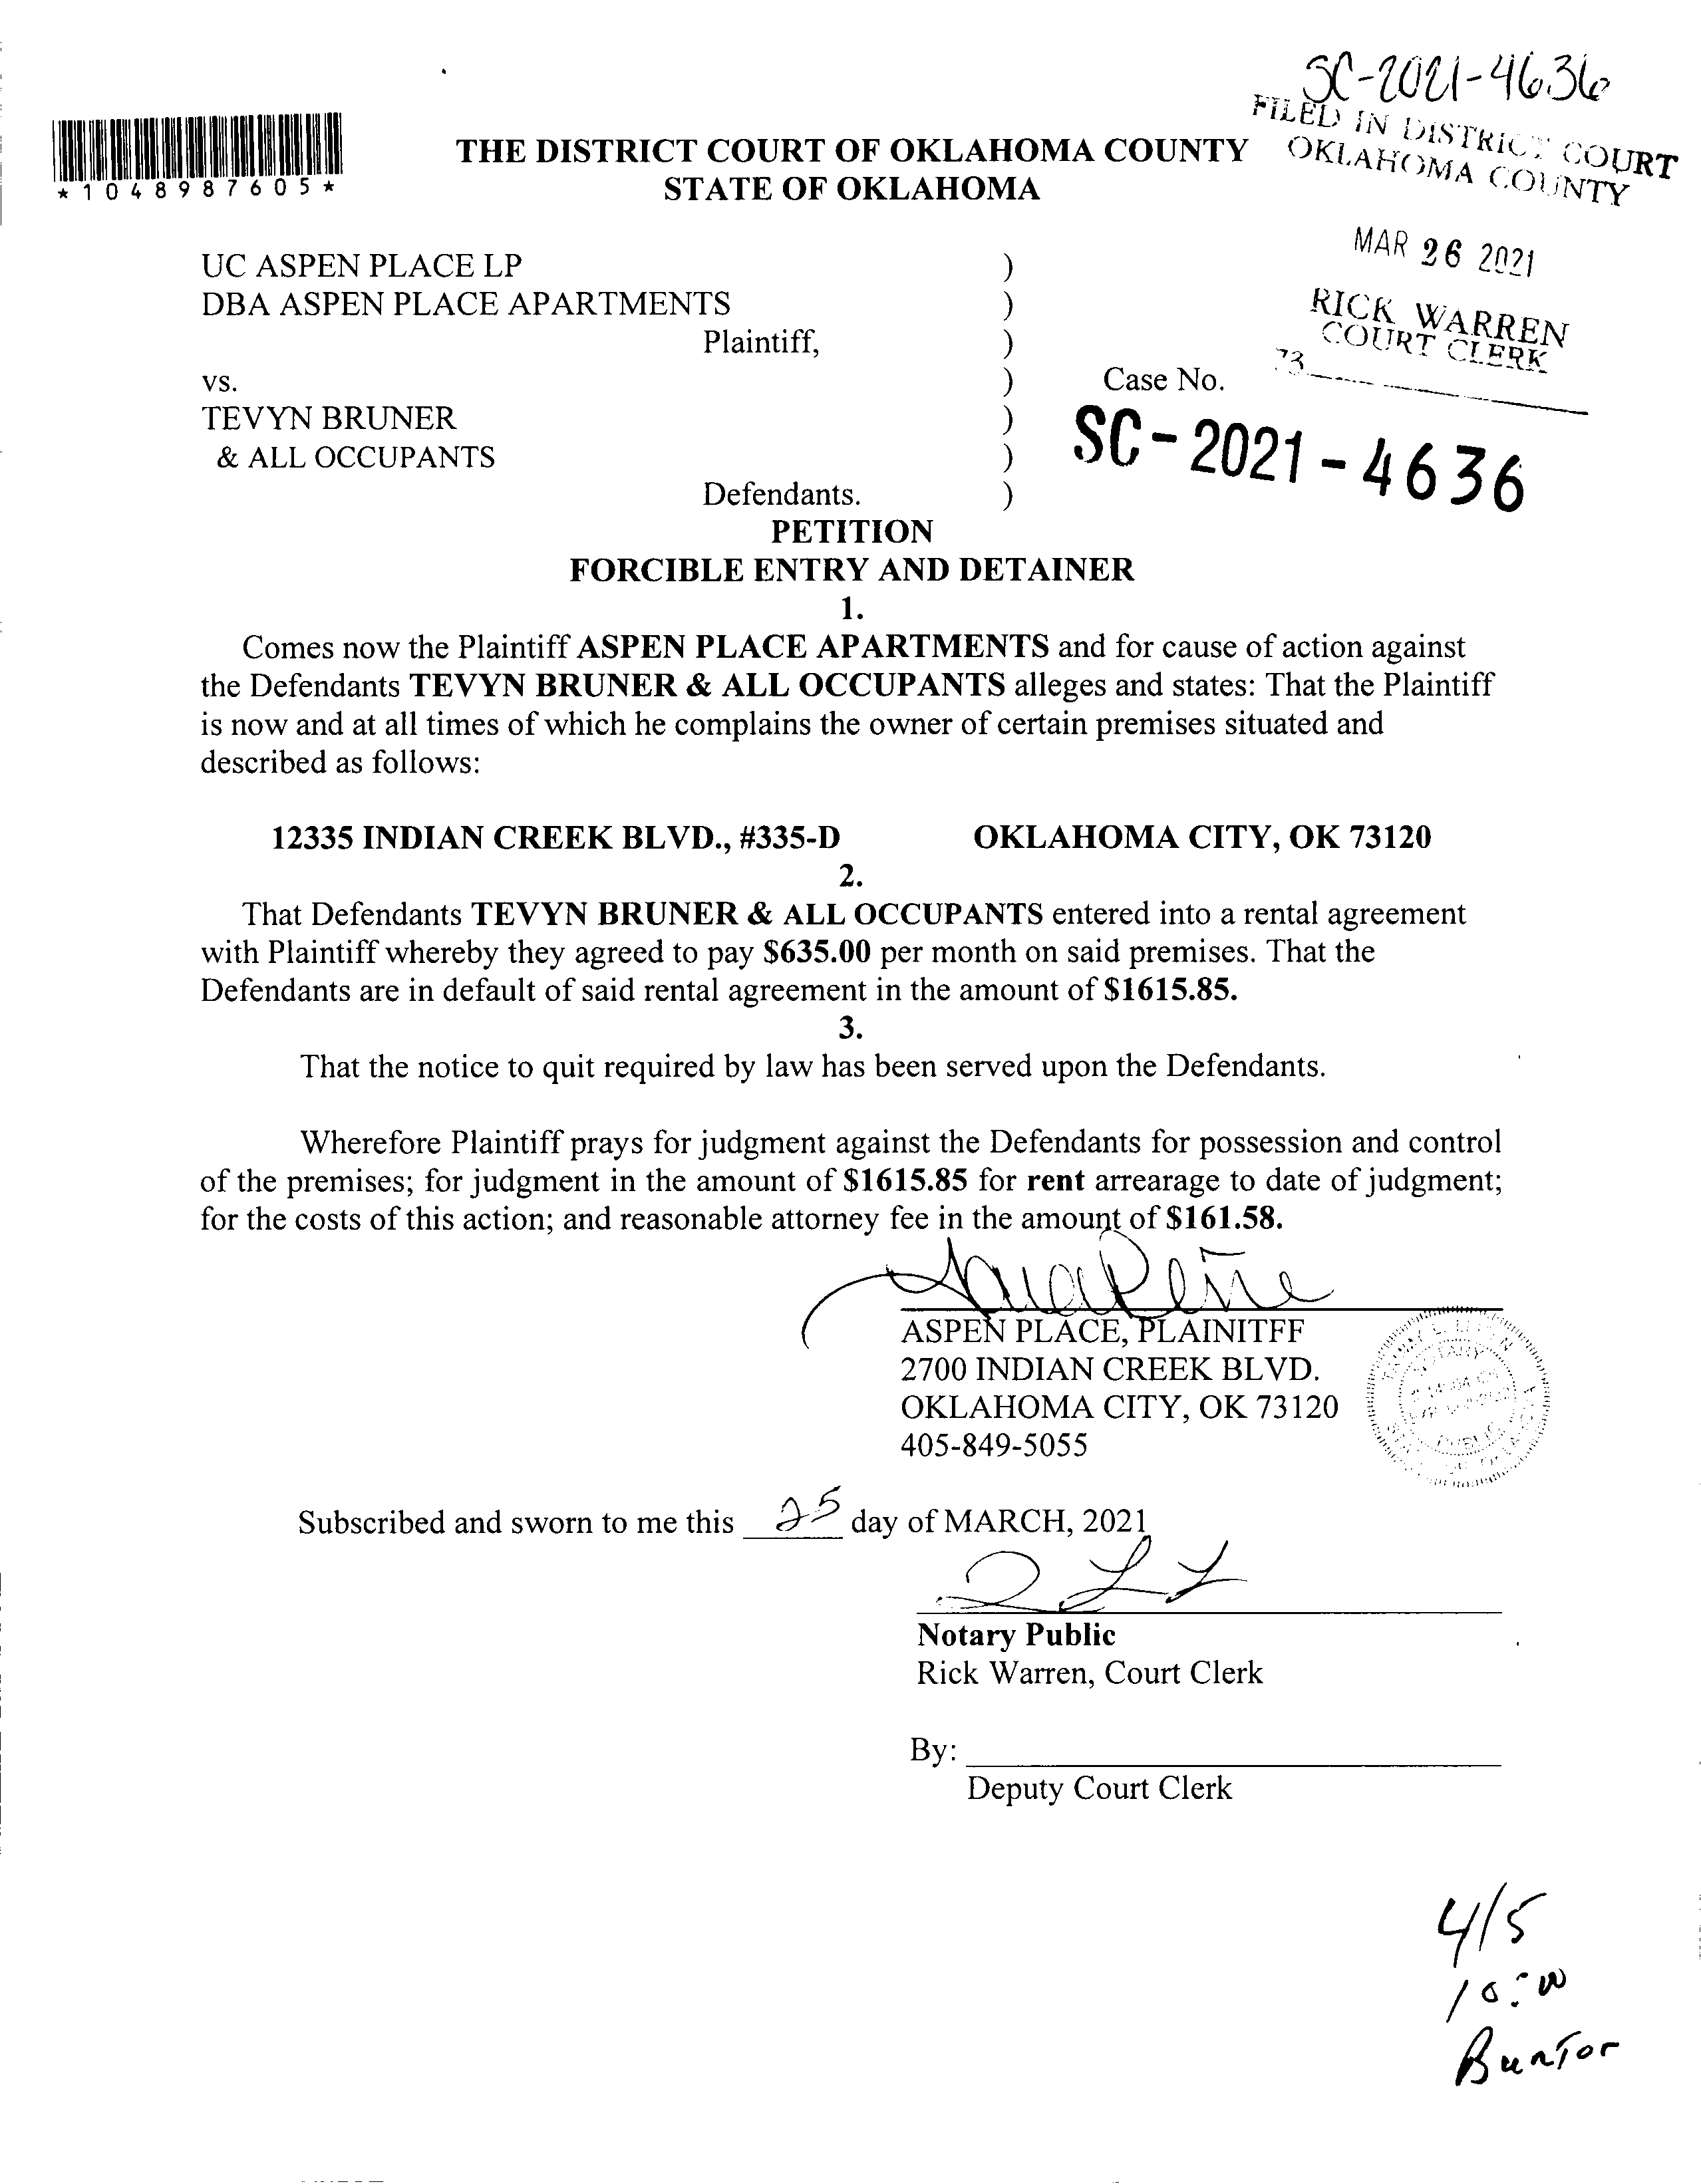 SC-2021-4636
FILED IN DISTRICT COURT
OKLAHOMA COUNTY
*1048987605*
THE DISTRICT COURT OF OKLAHOMA COUNTY
STATE OF OKLAHOMA
MAR 26 2021
RICK WARREN
COURT CLERK
73
UC ASPEN PLACE LP )
DBA ASPEN PLACE APARTMENTS )
Plaintiff, )
vs. ) Case No.
TEVYN BRUNER )
& ALL OCCUPANTS ) SC-2021-4636
Defendants. )
PETITION
FORCIBLE ENTRY AND DETAINER
1.
Comes now the Plaintiff ASPEN PLACE APARTMENTS and for cause of action against
the Defendants TEVYN BRUNER & ALL OCCUPANTS alleges and states: That the Plaintiff
is now and at all times of which he complains the owner of certain premises situated and
described as follows:
12335 INDIAN CREEK BLVD., #335-D OKLAHOMA CITY, OK 73120
2.
That Defendants TEVYN BRUNER & ALL OCCUPANTS entered into a rental agreement
with Plaintiff whereby they agreed to pay $635.00 per month on said premises. That the
Defendants are in default of said rental agreement in the amount of $1615.85.
3.
That the notice to quit required by law has been served upon the Defendants.
Wherefore Plaintiff prays for judgment against the Defendants for possession and control
of the premises; for judgment in the amount of $1615.85 for rent arrearage to date of judgment;
for the costs of this action; and reasonable attorney fee in the amount of $161.58.
ASPEN PLACE, PLAINITFF
2700 INDIAN CREEK BLVD.
OKLAHOMA CITY, OK 73120
405-849-5055
Subscribed and sworn to me this 25 day of MARCH, 2021
Notary Public
Rick Warren, Court Clerk
By:
Deputy Court Clerk
4/5
10:00
Buntor